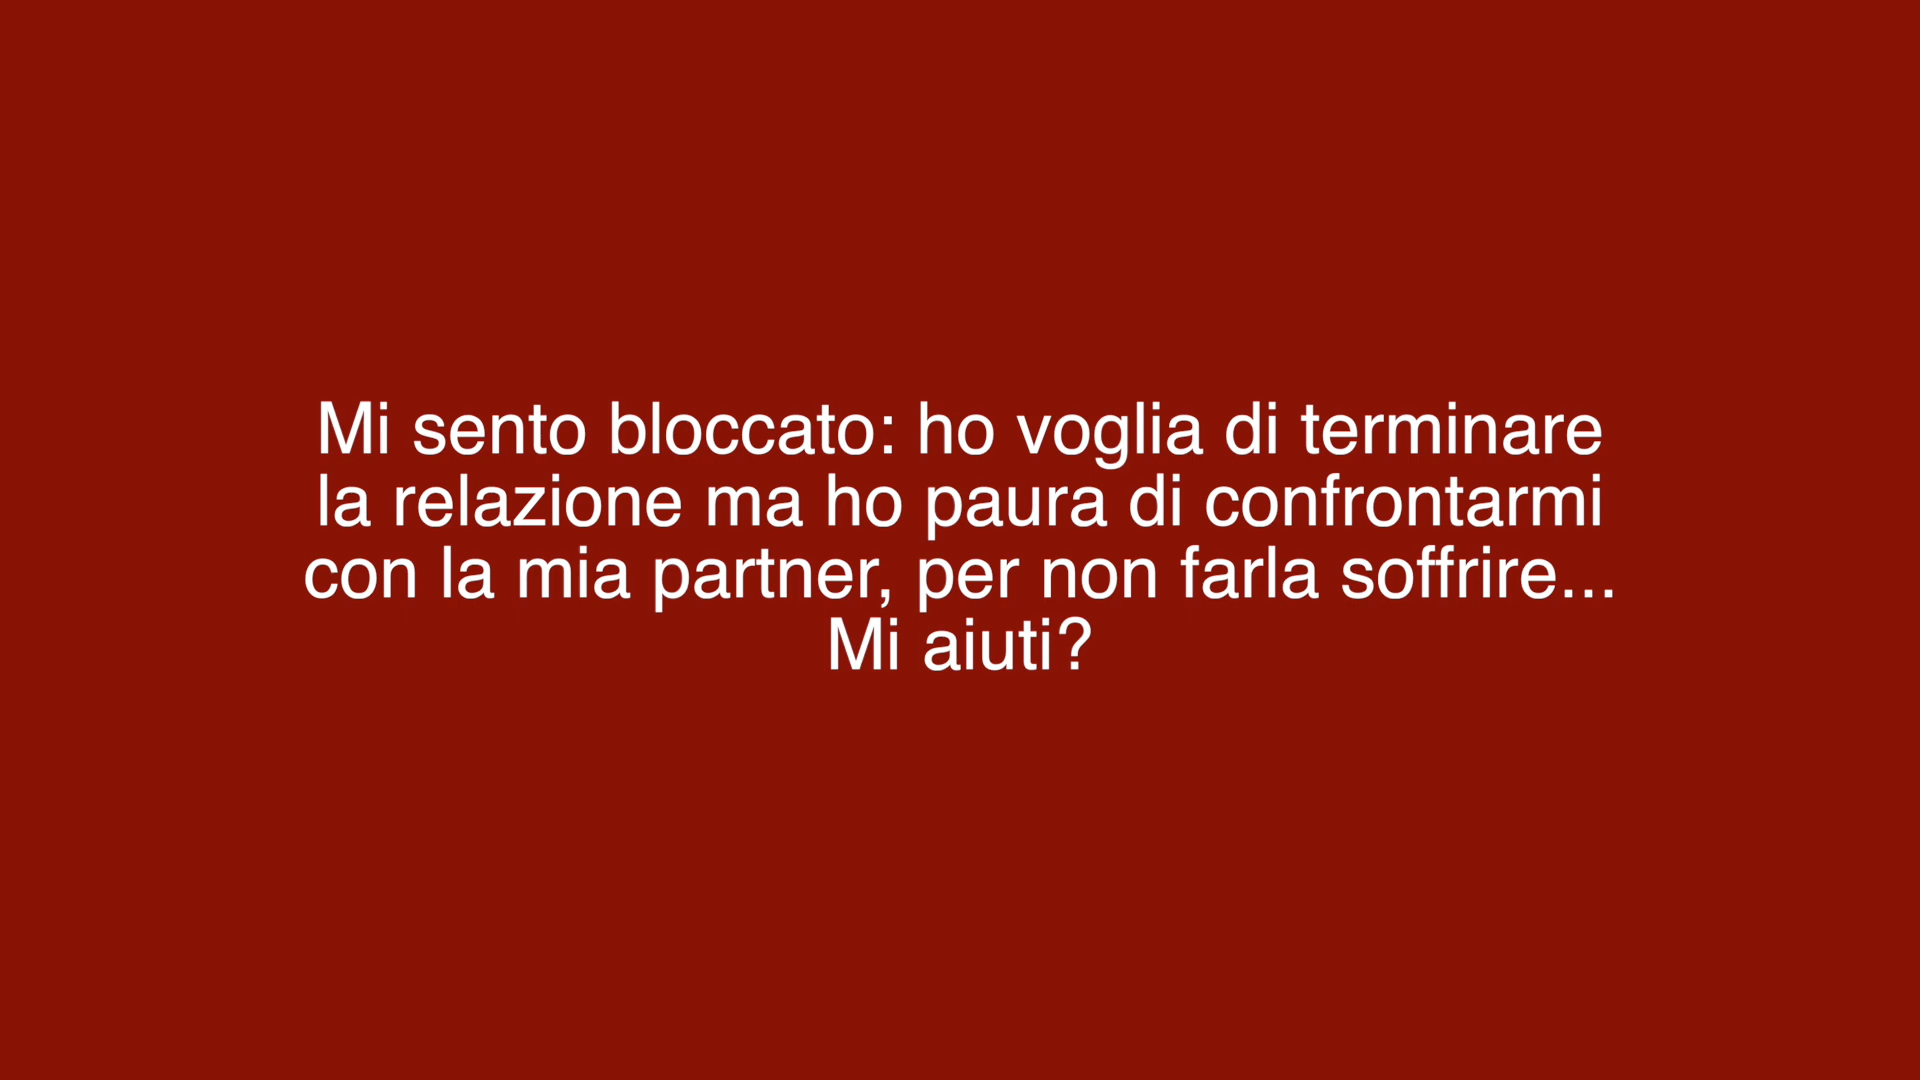 Mi sento bloccato: ho voglia di terminare
la relazione ma ho paura di confrontarmi
con la mia partner, per non farla soffrire...
Mi aiuti?